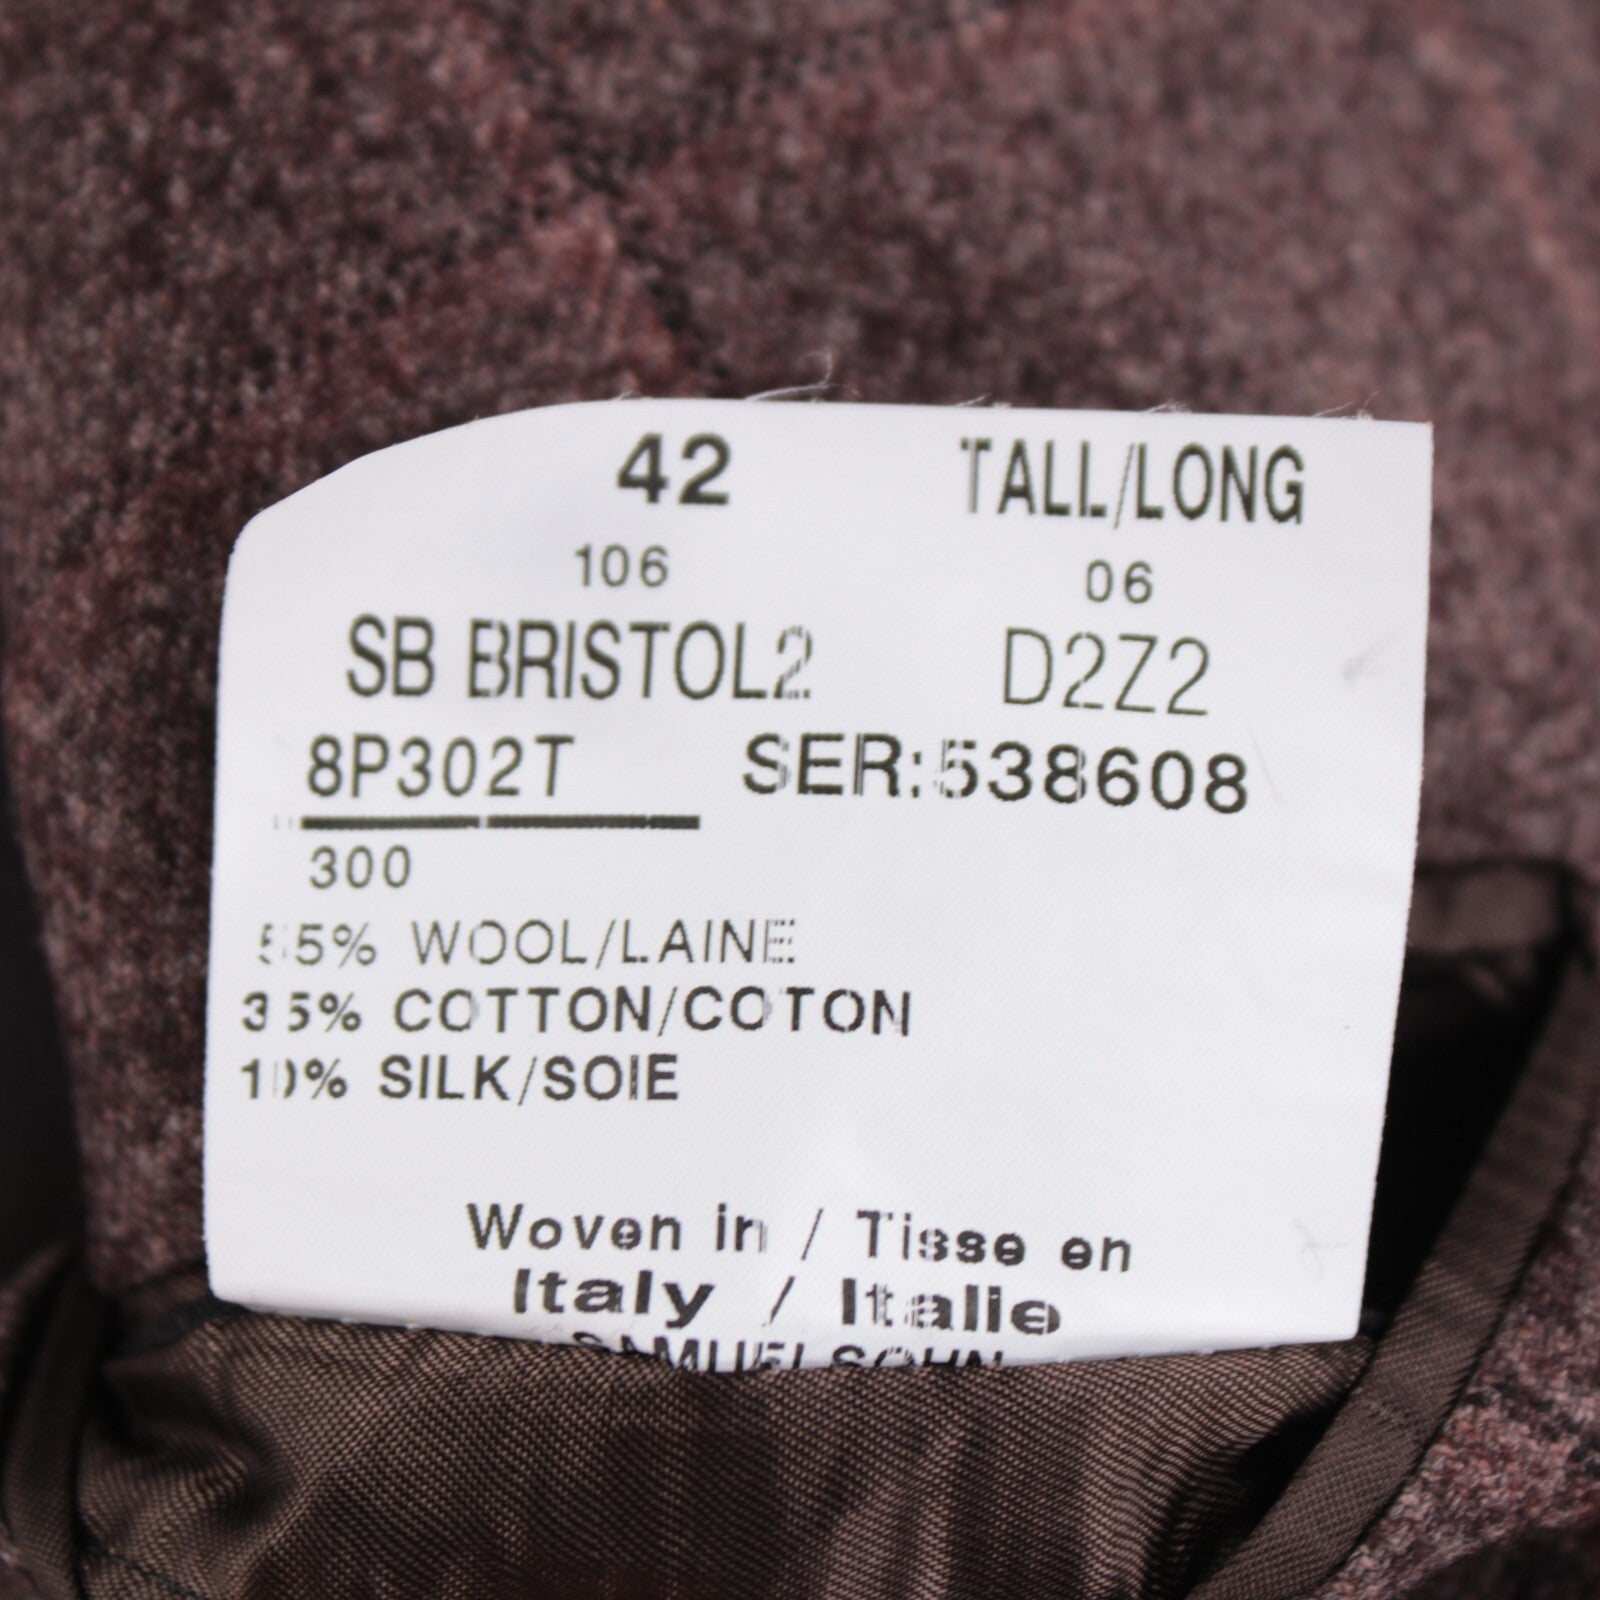 42 TALL/LONG
106 06
SB BRISTOL2 D2Z2
8P302T SER:538608
300
55% WOOL/LAINE
35% COTTON/COTON
10% SILK/SOIE
Woven in / Tisse en
Italy / Italie
SAMUELSOHN